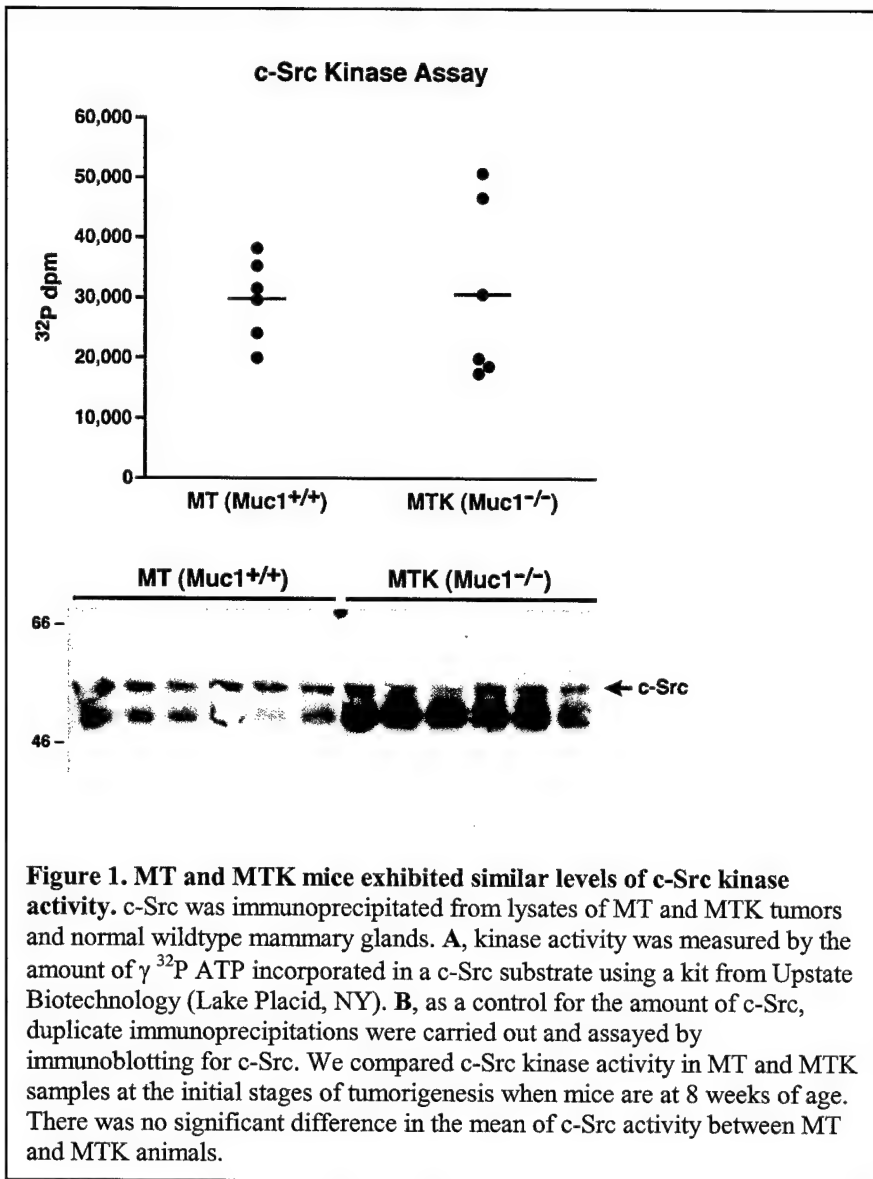 c-Src Kinase Assay
60,000
50,000
40,000
30,000
20,000
10,000
0
32P dpm
MT (Muc1+/+) MTK (Muc1-/-)
MT (Muc1+/+) MTK (Muc1-/-)
66
c-Src
46
Figure 1. MT and MTK mice exhibited similar levels of c-Src kinase
activity. c-Src was immunoprecipitated from lysates of MT and MTK tumors
and normal wildtype mammary glands. A, kinase activity was measured by the
amount of γ 32P ATP incorporated in a c-Src substrate using a kit from Upstate
Biotechnology (Lake Placid, NY). B, as a control for the amount of c-Src,
duplicate immunoprecipitations were carried out and assayed by
immunoblotting for c-Src. We compared c-Src kinase activity in MT and MTK
samples at the initial stages of tumorigenesis when mice are at 8 weeks of age.
There was no significant difference in the mean of c-Src activity between MT
and MTK animals.